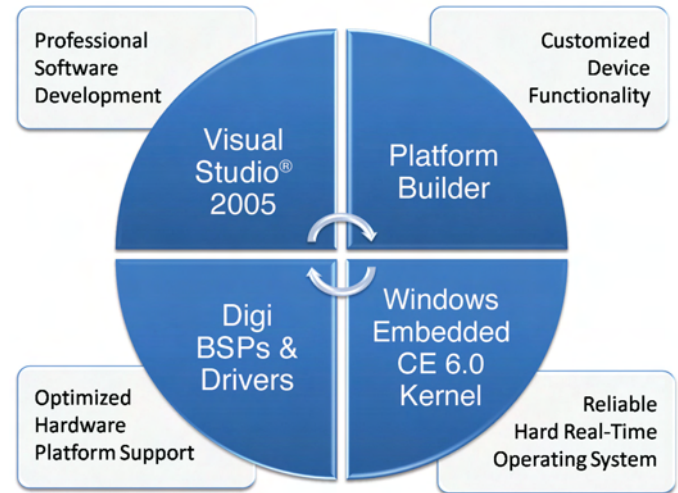 Professional
Software
Development
Customized
Device
Functionality
Visual
Studio®
2005
Platform
Builder
Digi
BSPs &
Drivers
Windows
Embedded
CE 6.0
Kernel
Optimized
Hardware
Platform Support
Reliable
Hard Real-Time
Operating System